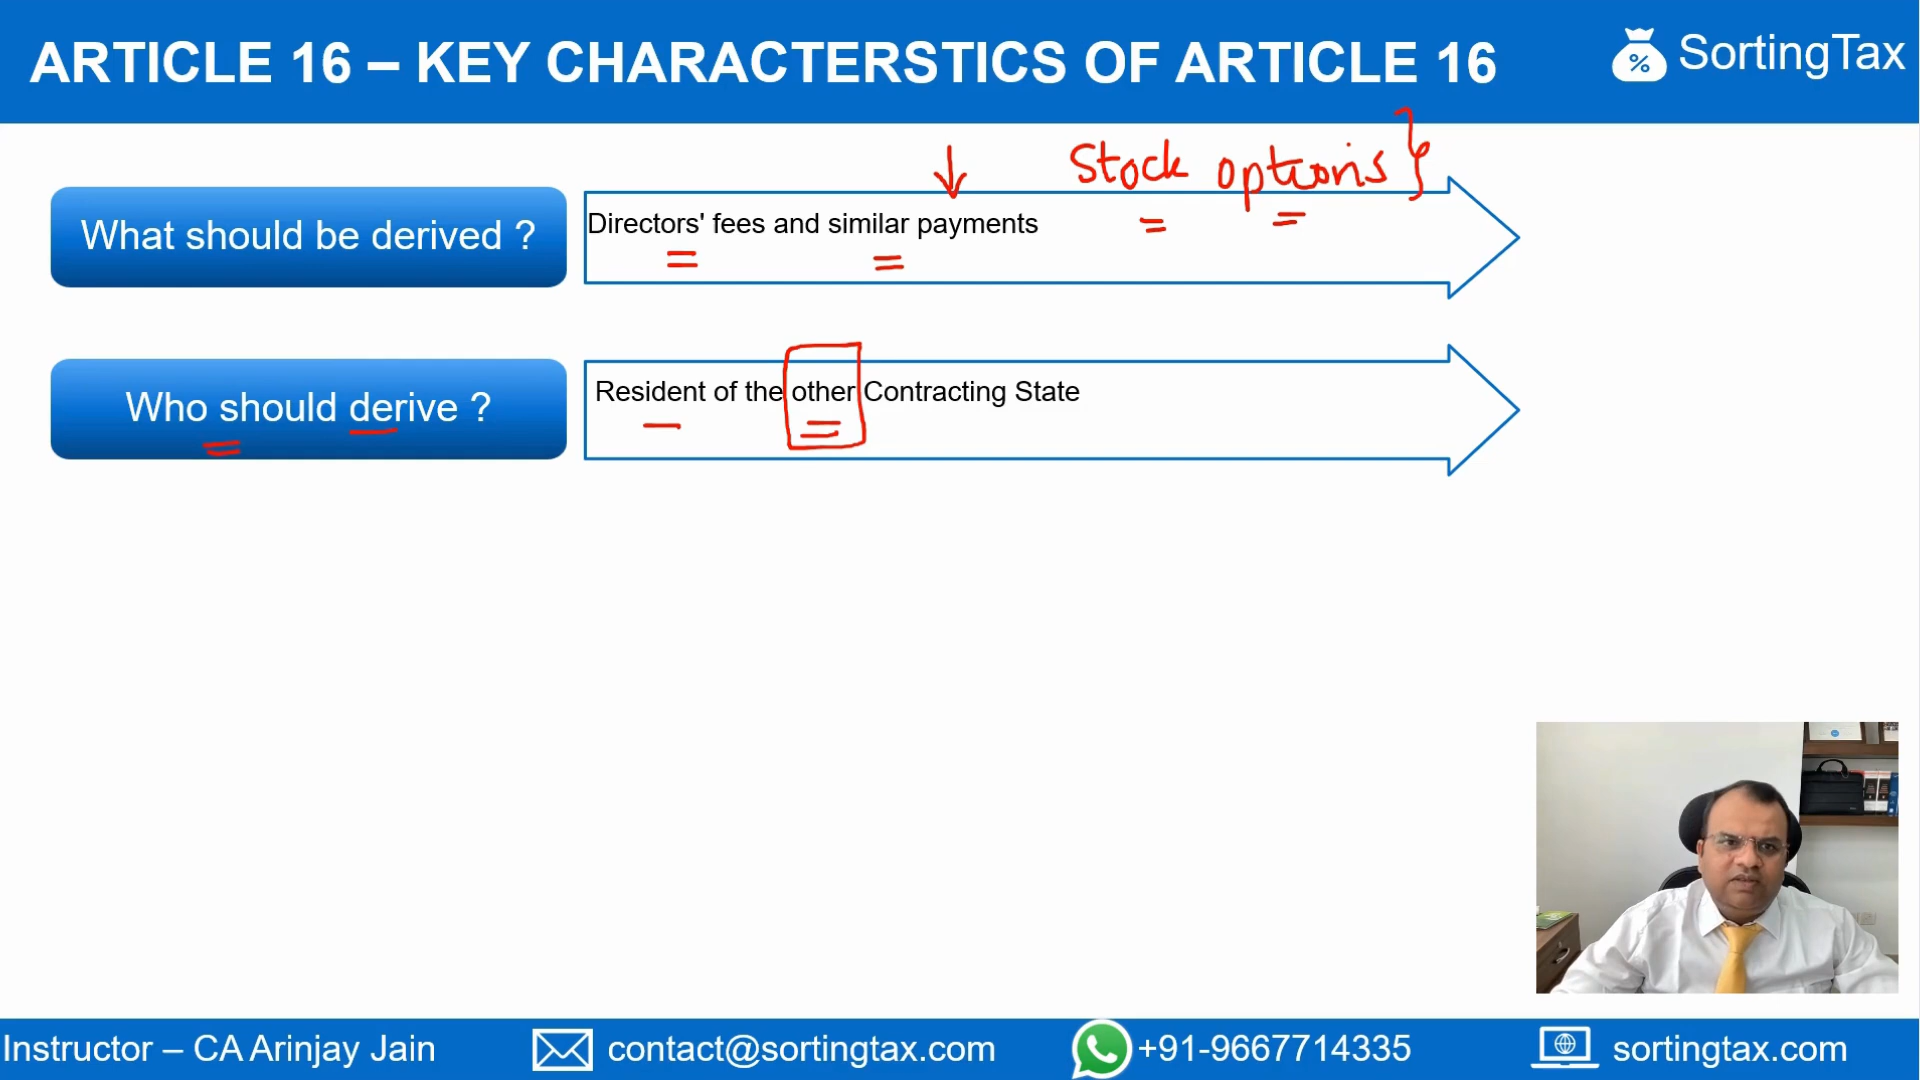 ARTICLE 16 – KEY CHARACTERSTICS OF ARTICLE 16
SortingTax
Stock options
What should be derived ?
Directors' fees and similar payments
Who should derive ?
Resident of the other Contracting State
Instructor – CA Arinjay Jain
contact@sortingtax.com
+91-9667714335
sortingtax.com